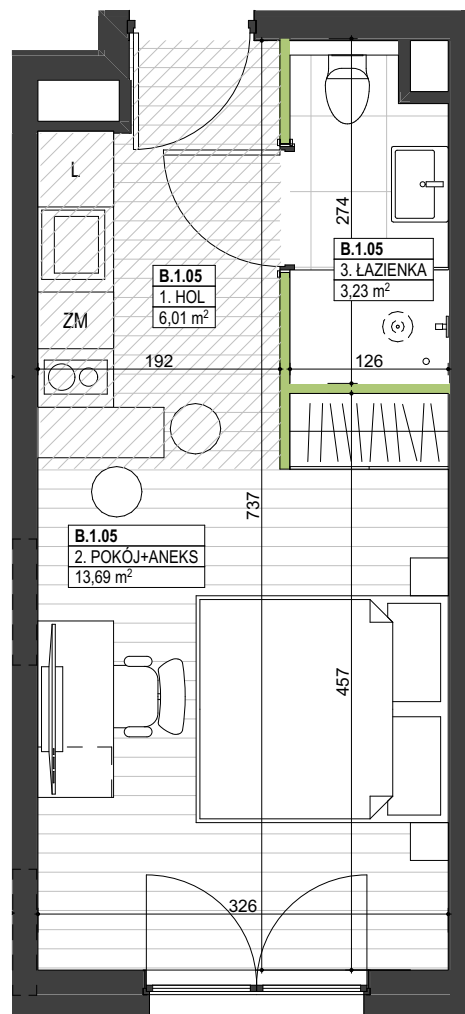 L
274
B.1.05
3. ŁAZIENKA
3,23 m²
B.1.05
1. HOL
6,01 m²
ZM
192
126
737
B.1.05
2. POKÓJ+ANEKS
13,69 m²
457
326